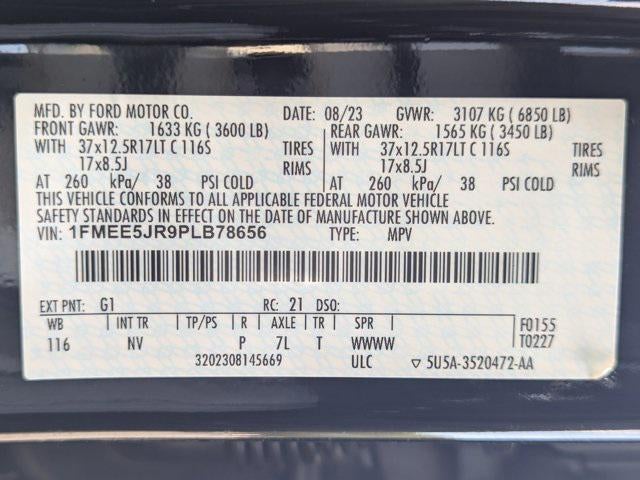 MFD. BY FORD MOTOR CO. DATE: 08/23 GVWR: 3107 KG ( 6850 LB)
FRONT GAWR: 1633 KG ( 3600 LB) REAR GAWR: 1565 KG ( 3450 LB)
WITH 37x12.5R17LT C 116S TIRES WITH 37x12.5R17LT C 116S TIRES
17x8.5J RIMS 17x8.5J RIMS
AT 260 kPa/ 38 PSI COLD AT 260 kPa/ 38 PSI COLD
THIS VEHICLE CONFORMS TO ALL APPLICABLE FEDERAL MOTOR VEHICLE
SAFETY STANDARDS IN EFFECT ON THE DATE OF MANUFACTURE SHOWN ABOVE.
VIN: 1FMEE5JR9PLB78656 TYPE: MPV
EXT PNT: G1 RC: 21 DSO:
WB INT TR TP/PS R AXLE TR SPR F0155
116 NV P 7L T WWWW T0227
3202308145669 ULC ▽ 5U5A-3520472-AA